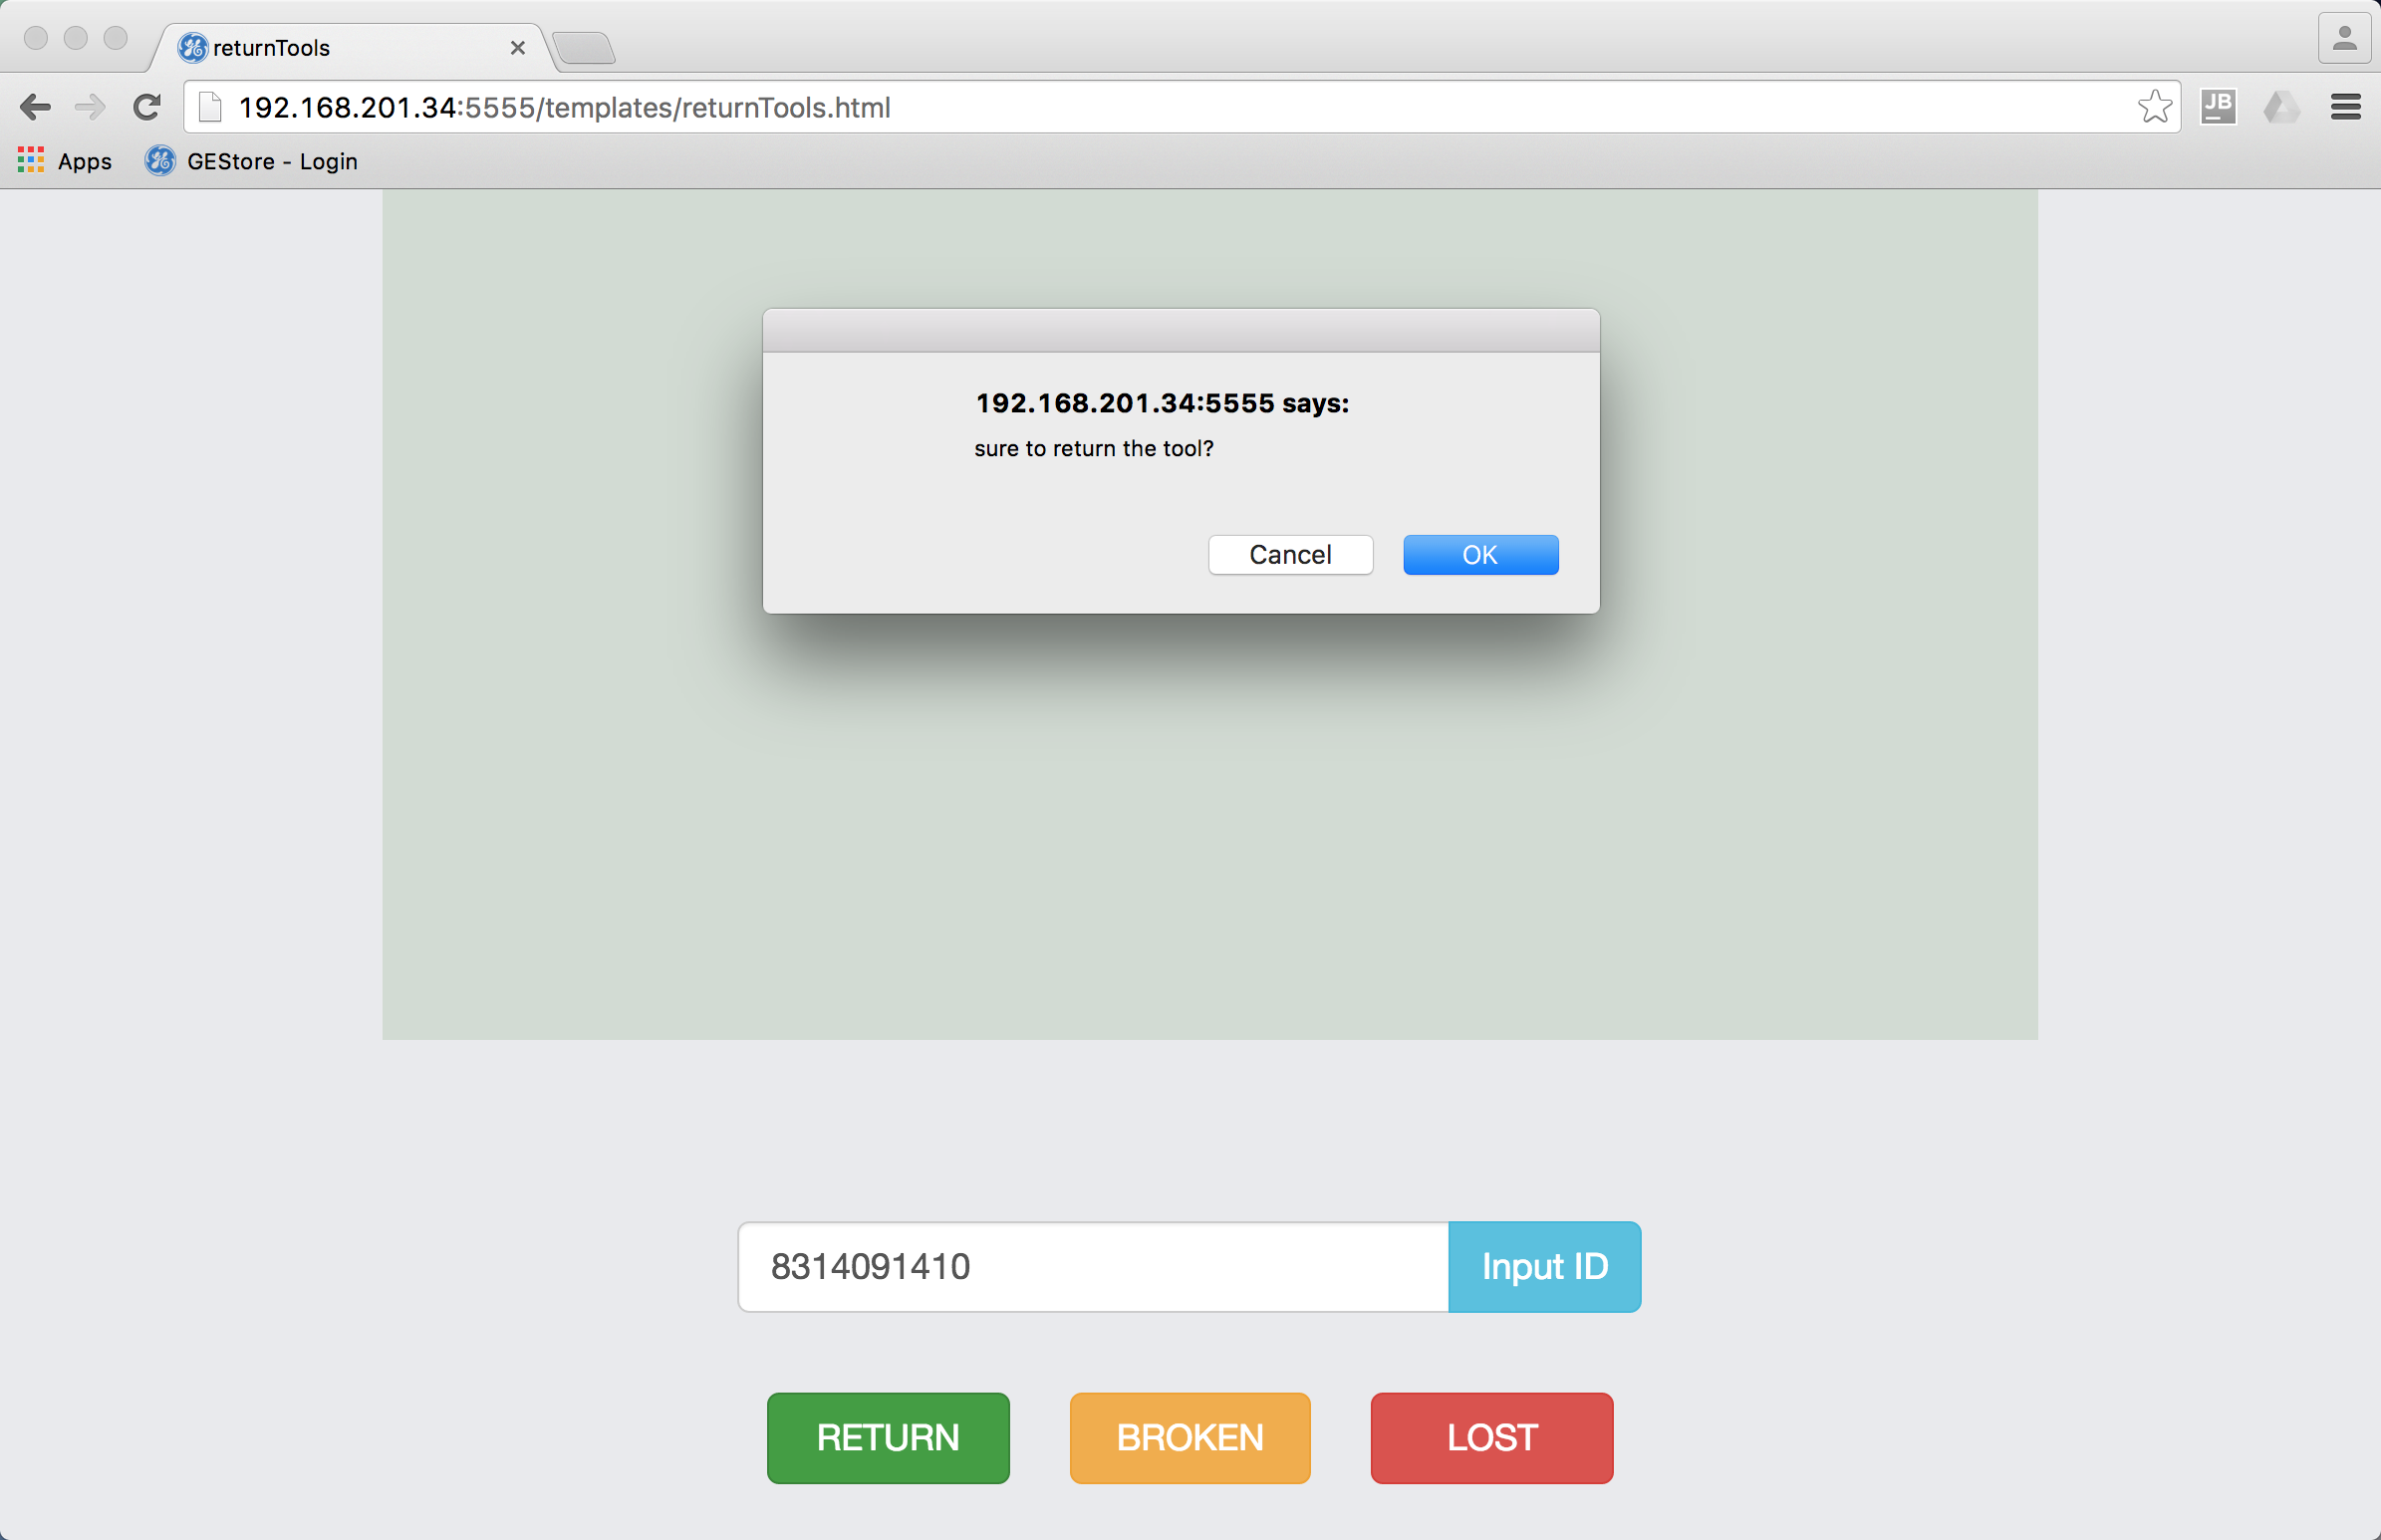 returnTools
192.168.201.34:5555/templates/returnTools.html
JB
Apps
GEStore - Login
192.168.201.34:5555 says:
sure to return the tool?
Cancel
OK
8314091410
Input ID
RETURN
BROKEN
LOST